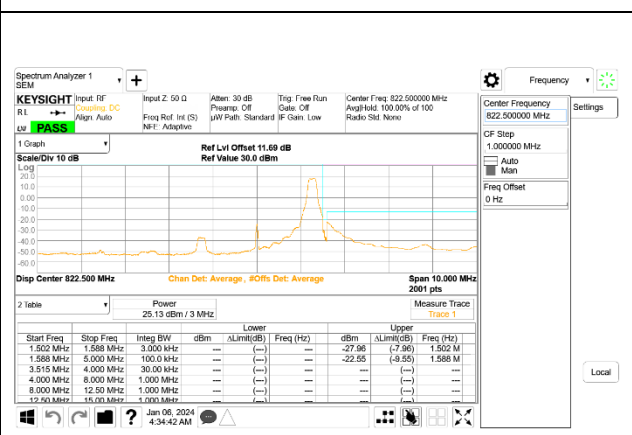 Spectrum Analyzer 1
SEM
Frequency
KEYSIGHT Input: RF Input Z: 50 Ω Atten: 30 dB Trig: Free Run Center Freq: 822.500000 MHz
R L Coupling: DC Preamp: Off Gate: Off Avg|Hold: 100.00% of 100
Align: Auto Freq Ref: Int (S) µW Path: Standard IF Gain: Low Radio Std: None
PASS NFE: Adaptive
Center Frequency
822.500000 MHz
Settings
CF Step
1.000000 MHz
Auto
Man
Freq Offset
0 Hz
1 Graph
Ref Lvl Offset 11.69 dB
Scale/Div 10 dB Ref Value 30.0 dBm
Log
20.0
10.0
0.00
-10.0
-20.0
-30.0
-40.0
-50.0
-60.0
Disp Center 822.500 MHz Chan Det: Average , #Offs Det: Average Span 10.000 MHz
2001 pts
2 Table Power Measure Trace
25.13 dBm / 3 MHz Trace 1
Lower Upper
Start Freq Stop Freq Integ BW dBm ΔLimit(dB) Freq (Hz) dBm ΔLimit(dB) Freq (Hz)
1.502 MHz 1.588 MHz 3.000 kHz --- (---) --- -27.96 (-7.96) 1.502 M
1.588 MHz 5.000 MHz 100.0 kHz --- (---) --- -22.55 (-9.55) 1.588 M
3.515 MHz 4.000 MHz 30.00 kHz --- (---) --- --- (---) ---
4.000 MHz 8.000 MHz 1.000 MHz --- (---) --- --- (---) ---
8.000 MHz 12.50 MHz 1.000 MHz --- (---) --- --- (---) ---
12.50 MHz 15.00 MHz 1.000 MHz --- (---) --- --- (---) ---
Local
? Jan 06, 2024
4:34:42 AM